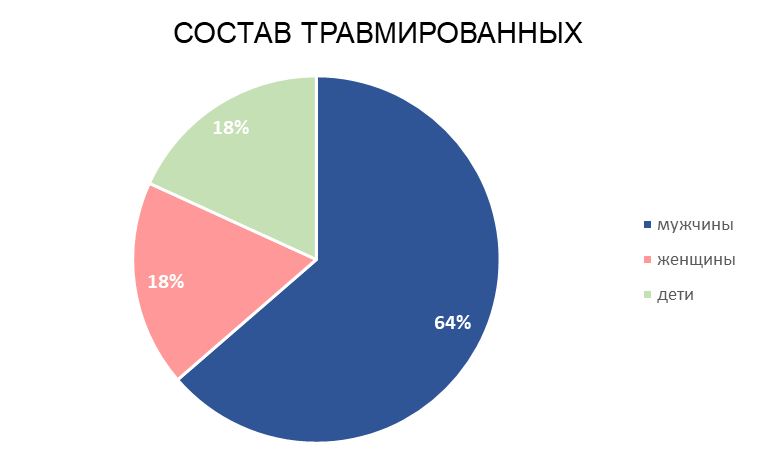 СОСТАВ ТРАВМИРОВАННЫХ
18%
18%
64%
мужчины
женщины
дети